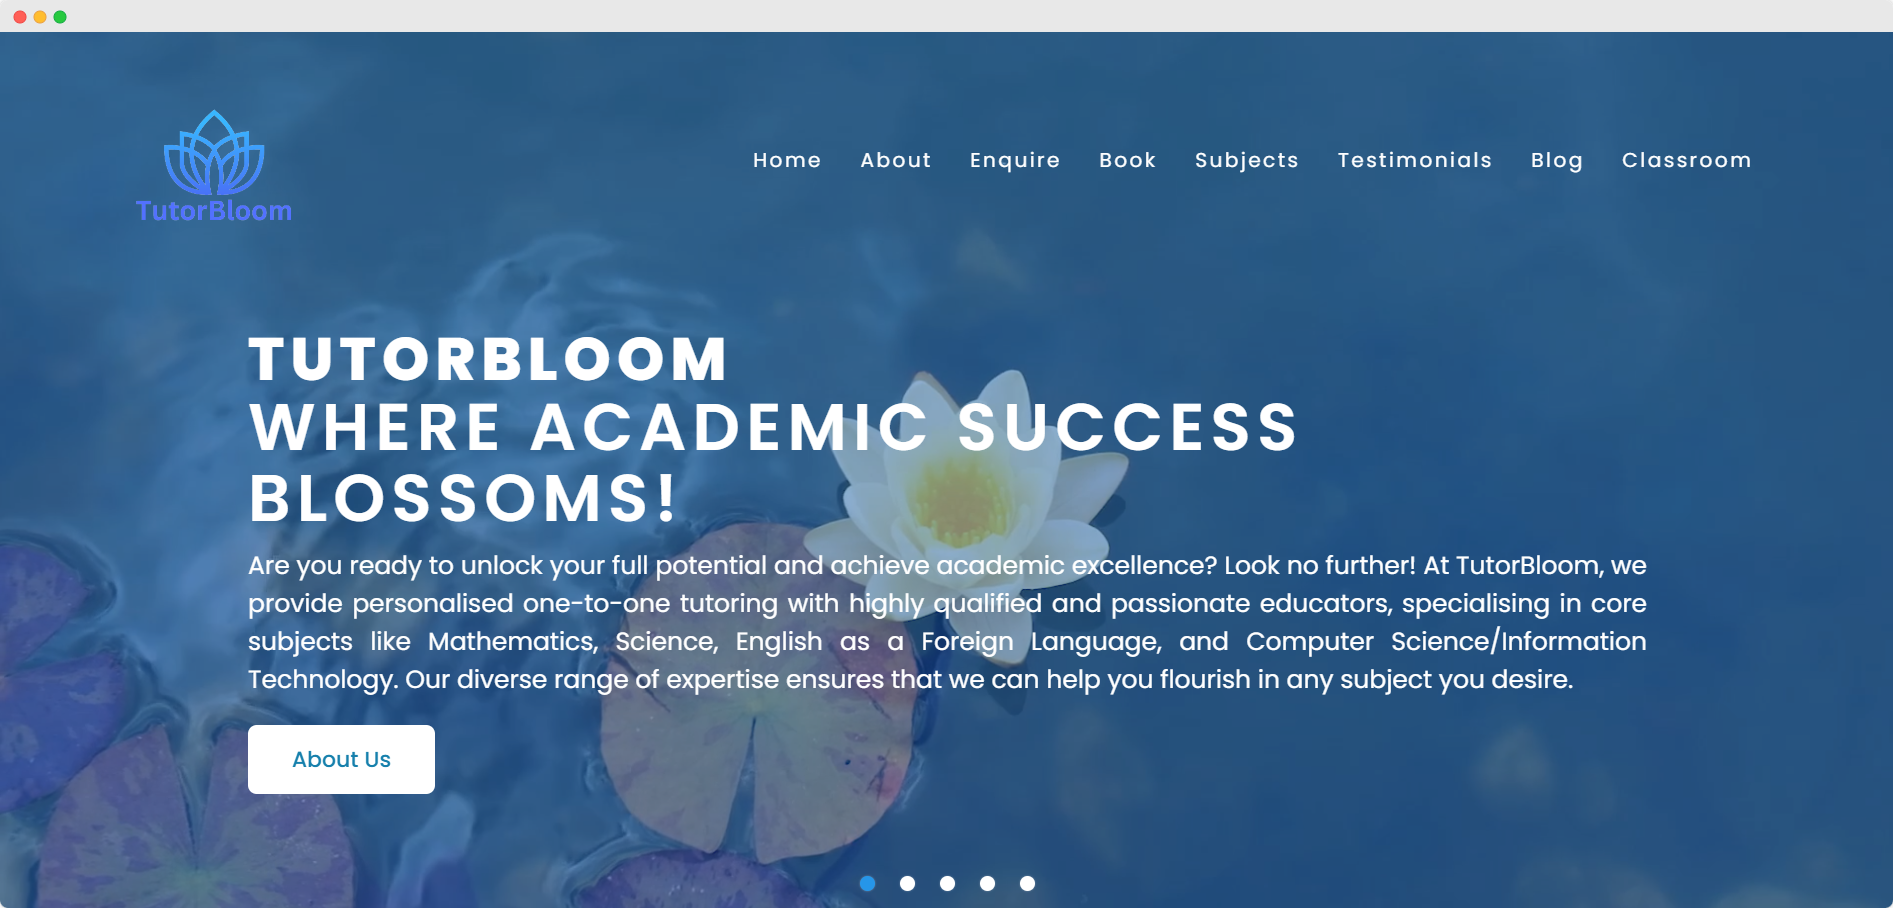 TutorBloom
Home About Enquire Book Subjects Testimonials Blog Classroom
TUTORBLOOM
WHERE ACADEMIC SUCCESS
BLOSSOMS!
Are you ready to unlock your full potential and achieve academic excellence? Look no further! At TutorBloom, we
provide personalised one-to-one tutoring with highly qualified and passionate educators, specialising in core
subjects like Mathematics, Science, English as a Foreign Language, and Computer Science/Information
Technology. Our diverse range of expertise ensures that we can help you flourish in any subject you desire.
About Us